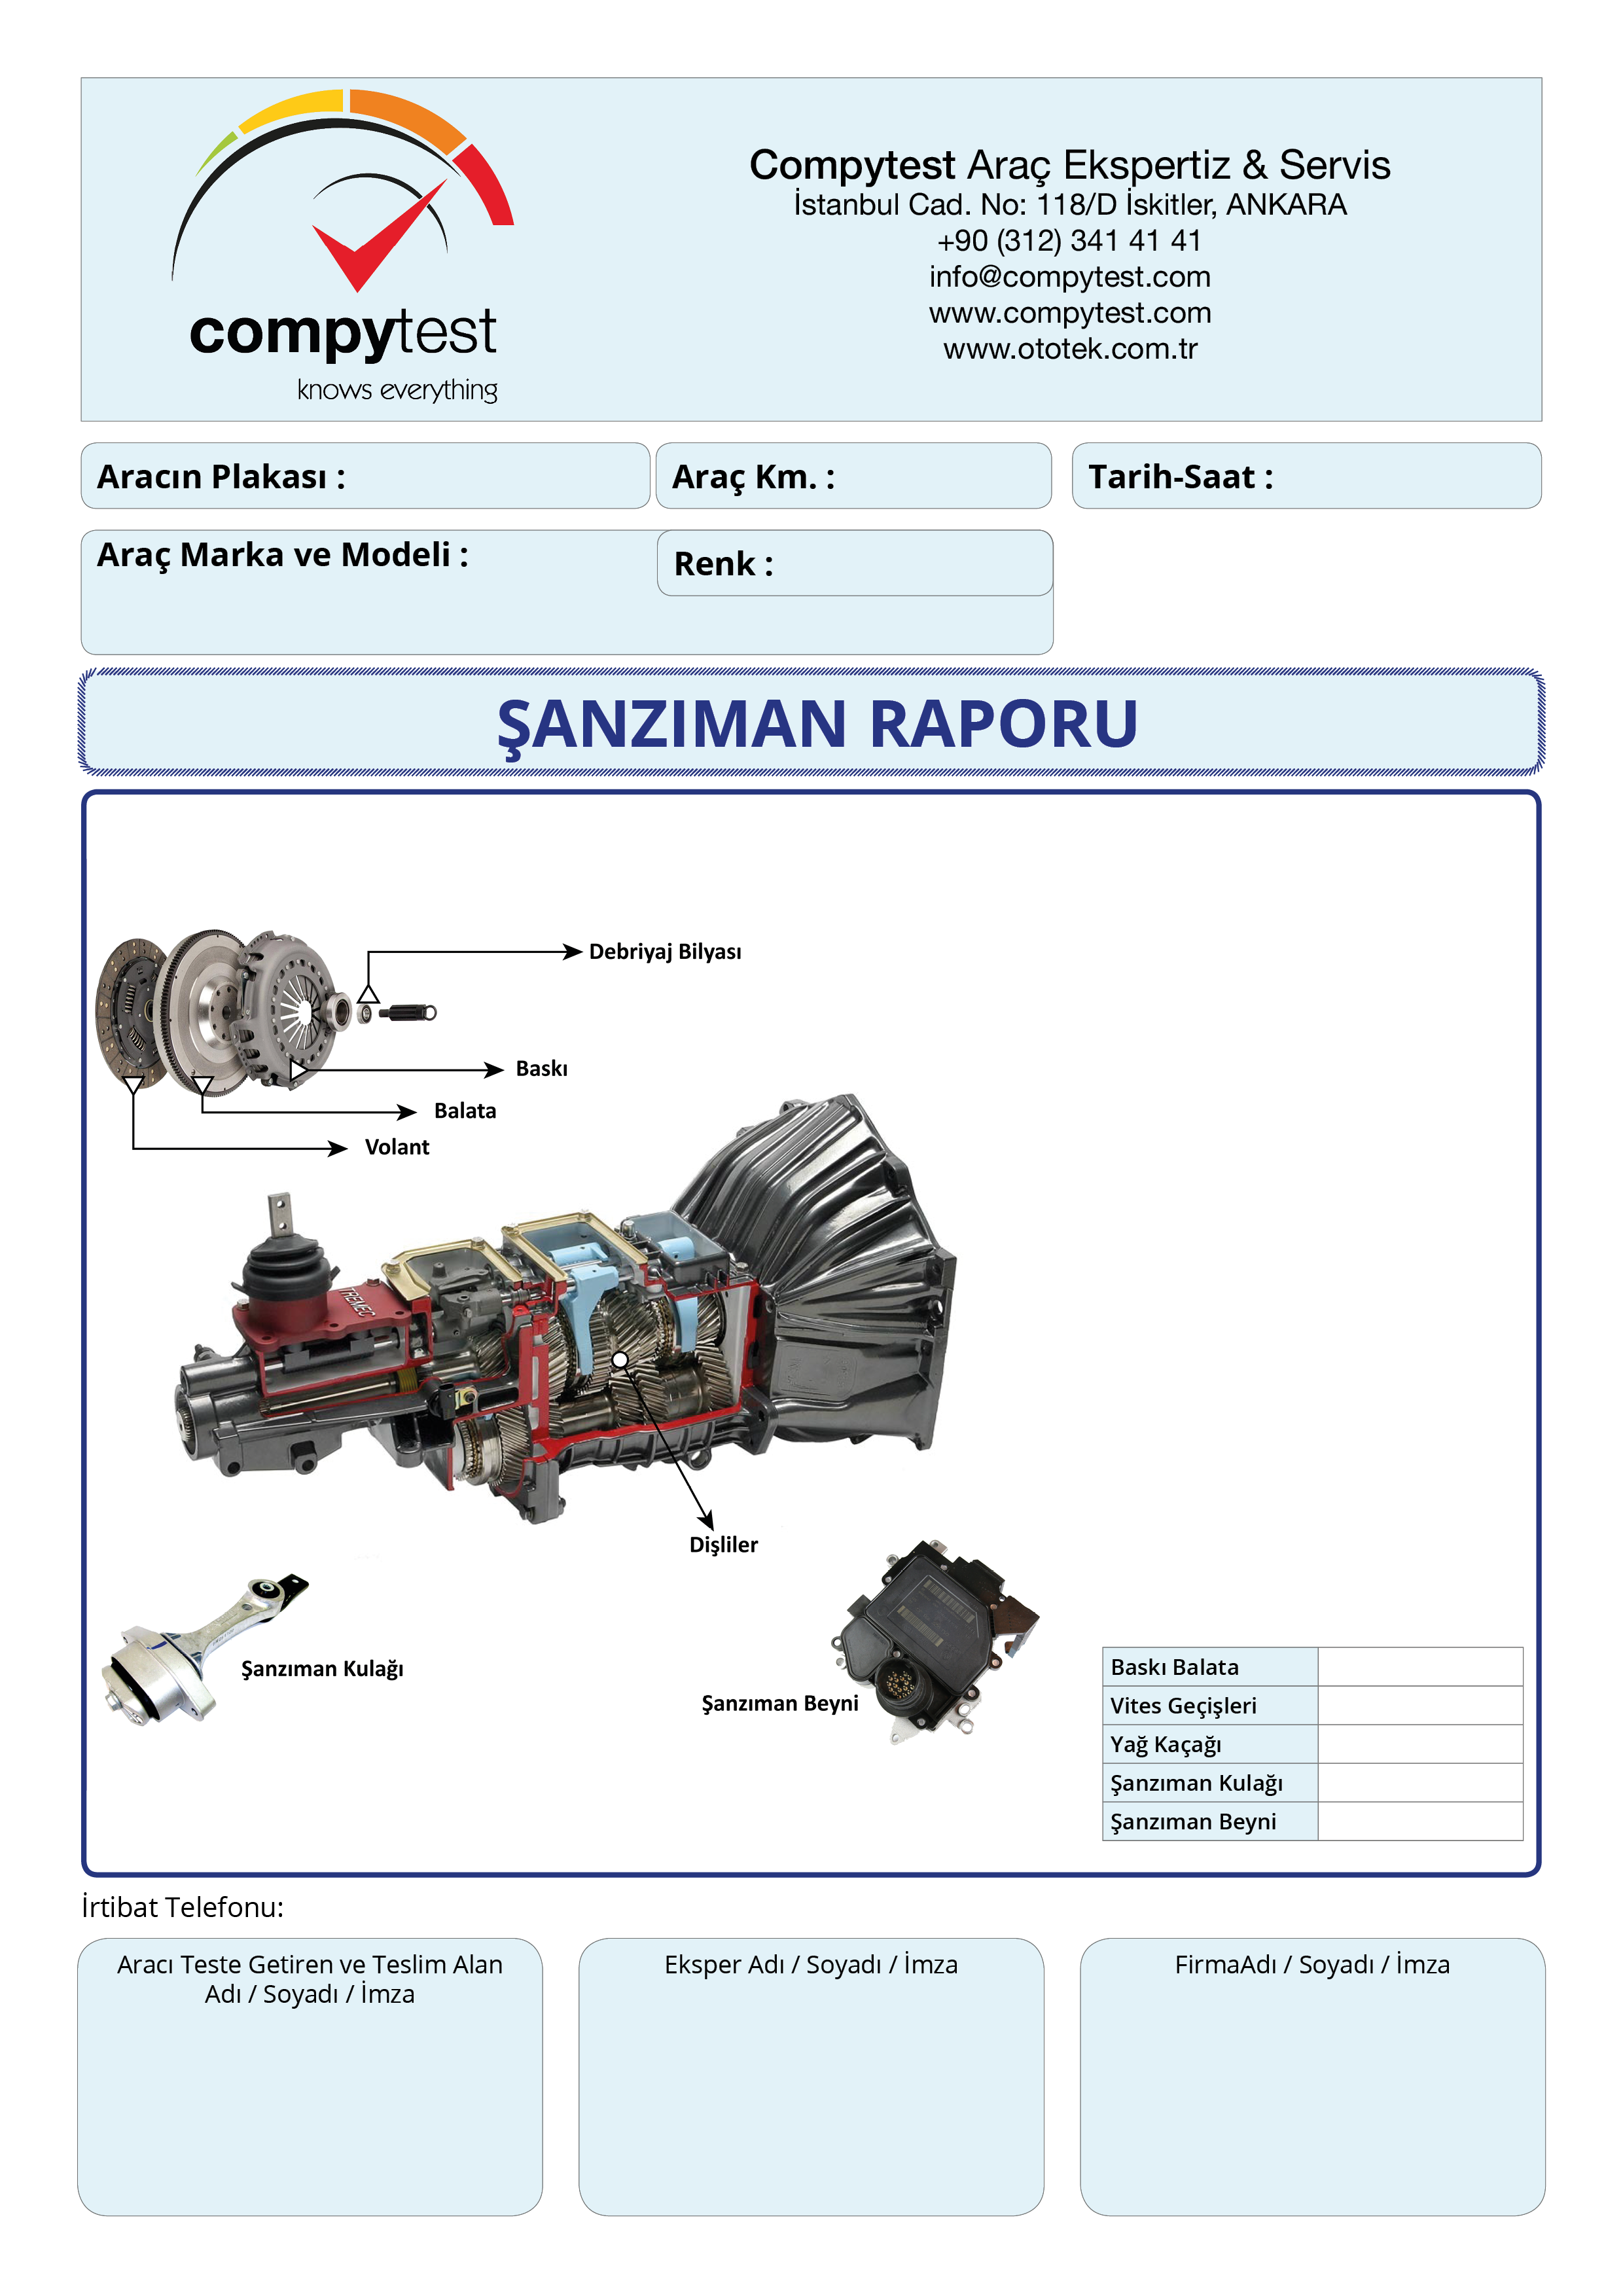 compytest
knows everything
Compytest Araç Ekspertiz & Servis
İstanbul Cad. No: 118/D İskitler, ANKARA
+90 (312) 341 41 41
info@compytest.com
www.compytest.com
www.ototek.com.tr
Aracın Plakası :
Araç Km. :
Tarih-Saat :
Araç Marka ve Modeli :
Renk :
ŞANZIMAN RAPORU
Debriyaj Bilyası
Baskı
Balata
Volant
TREMEC
Dişliler
Şanzıman Kulağı
Şanzıman Beyni
Baskı Balata
Vites Geçişleri
Yağ Kaçağı
Şanzıman Kulağı
Şanzıman Beyni
İrtibat Telefonu:
Aracı Teste Getiren ve Teslim Alan
Adı / Soyadı / İmza
Eksper Adı / Soyadı / İmza
FirmaAdı / Soyadı / İmza